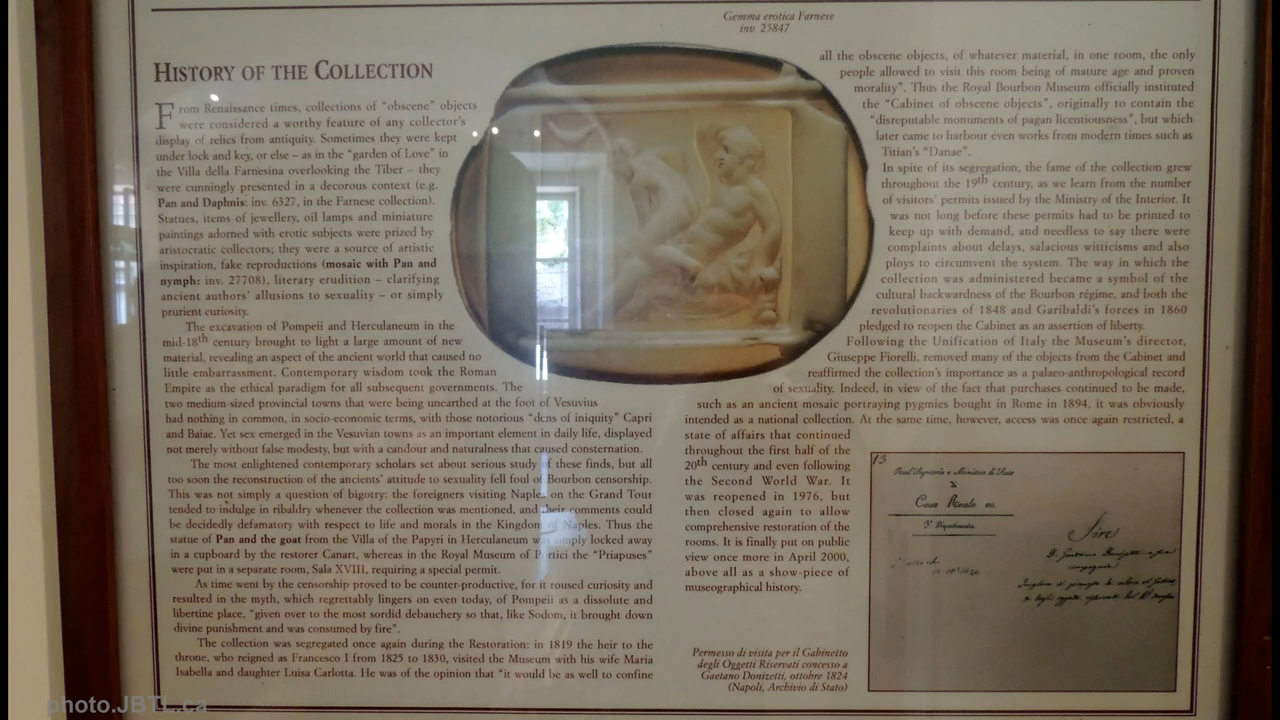 Gemma erotica Farnese
inv. 25847
HISTORY OF THE COLLECTION
From Renaissance times, collections of "obscene" objects
were considered a worthy feature of any collector's
display of relics from antiquity. Sometimes they were kept
under lock and key, or else – as in the "garden of Love" in
the Villa della Farnesina overlooking the Tiber – they
were cunningly presented in a decorous context (e.g.
Pan and Daphnis: inv. 6327, in the Farnese collection).
Statues, items of jewellery, oil lamps and miniature
paintings adorned with erotic subjects were prized by
aristocratic collectors; they were a source of artistic
inspiration, fake reproductions (mosaic with Pan and
nymph: inv. 27708), literary erudition – clarifying
ancient authors' allusions to sexuality – or simply
prurient curiosity.
The excavation of Pompeii and Herculaneum in the
mid-18th century brought to light a large amount of new
material, revealing an aspect of the ancient world that caused no
little embarrassment. Contemporary wisdom took the Roman
Empire as the ethical paradigm for all subsequent governments. The
two medium-sized provincial towns that were being unearthed at the foot of Vesuvius
had nothing in common, in socio-economic terms, with those notorious "dens of iniquity" Capri
and Baiae. Yet sex emerged in the Vesuvian towns as an important element in daily life, displayed
not merely without false modesty, but with a candour and naturalness that caused consternation.
The most enlightened contemporary scholars set about serious study of these finds, but all
too soon the reconstruction of the ancients' attitude to sexuality fell foul of Bourbon censorship.
This was not simply a question of bigotry: the foreigners visiting Naples on the Grand Tour
tended to indulge in ribaldry whenever the collection was mentioned, and their comments could
be decidedly defamatory with respect to life and morals in the Kingdom of Naples. Thus the
statue of Pan and the goat from the Villa of the Papyri in Herculaneum was simply locked away
in a cupboard by the restorer Canart, whereas in the Royal Museum of Portici the "Priapuses"
were put in a separate room, Sala XVIII, requiring a special permit.
As time went by the censorship proved to be counter-productive, for it roused curiosity and
resulted in the myth, which regrettably lingers on even today, of Pompeii as a dissolute and
libertine place, "given over to the most sordid debauchery so that, like Sodom, it brought down
divine punishment and was consumed by fire".
The collection was segregated once again during the Restoration: in 1819 the heir to the
throne, who reigned as Francesco I from 1825 to 1830, visited the Museum with his wife Maria
Isabella and daughter Luisa Carlotta. He was of the opinion that "it would be as well to confine
all the obscene objects, of whatever material, in one room, the only
people allowed to visit this room being of mature age and proven
morality". Thus the Royal Bourbon Museum officially instituted
the "Cabinet of obscene objects", originally to contain the
"disreputable monuments of pagan licentiousness", but which
later came to harbour even works from modern times such as
Titian's "Danae".
In spite of its segregation, the fame of the collection grew
throughout the 19th century, as we learn from the number
of visitors' permits issued by the Ministry of the Interior. It
was not long before these permits had to be printed to
keep up with demand, and needless to say there were
complaints about delays, salacious witticisms and also
ploys to circumvent the system. The way in which the
collection was administered became a symbol of the
cultural backwardness of the Bourbon régime, and both the
revolutionaries of 1848 and Garibaldi's forces in 1860
pledged to reopen the Cabinet as an assertion of liberty.
Following the Unification of Italy the Museum's director,
Giuseppe Fiorelli, removed many of the objects from the Cabinet and
reaffirmed the collection's importance as a palaeo-anthropological record
of sexuality. Indeed, in view of the fact that purchases continued to be made,
such as an ancient mosaic portraying pygmies bought in Rome in 1894, it was obviously
intended as a national collection. At the same time, however, access was once again restricted, a
state of affairs that continued
throughout the first half of the
20th century and even following
the Second World War. It
was reopened in 1976, but
then closed again to allow
comprehensive restoration of the
rooms. It is finally put on public
view once more in April 2000,
above all as a show-piece of
museographical history.
13
Casa Reale
Sire
Permesso di visita per il Gabinetto
degli Oggetti Riservati concesso a
Gaetano Donizetti, ottobre 1824
(Napoli, Archivio di Stato)
photo.JBTL.ca